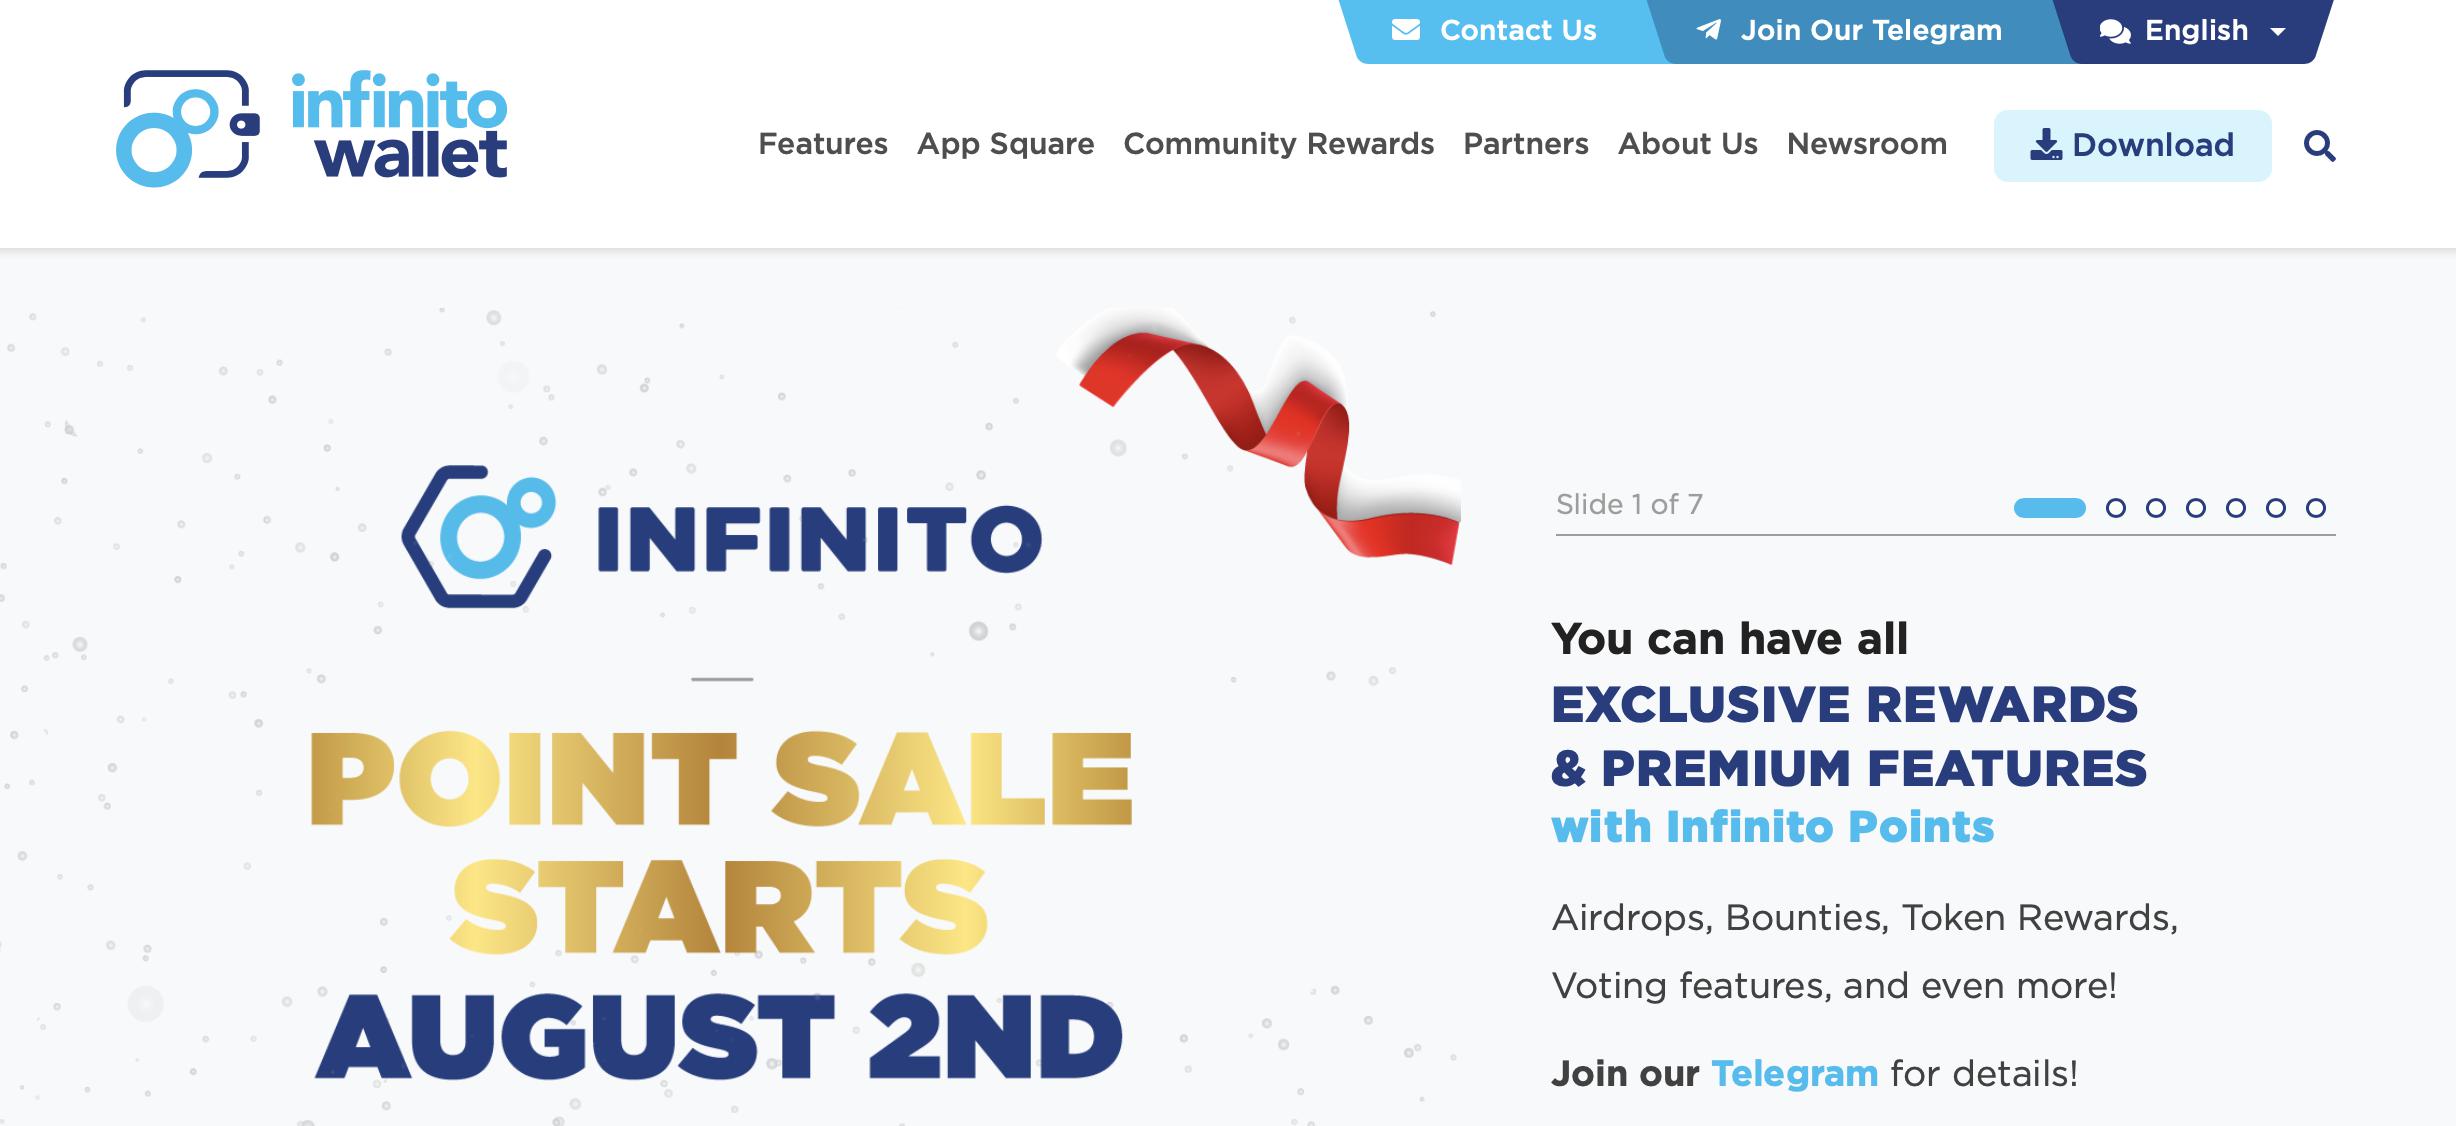 Contact Us
Join Our Telegram
English
infinito
wallet
Features
App Square
Community Rewards
Partners
About Us
Newsroom
Download
INFINITO
POINT SALE
STARTS
AUGUST 2ND
Slide 1 of 7
You can have all
EXCLUSIVE REWARDS
& PREMIUM FEATURES
with Infinito Points
Airdrops, Bounties, Token Rewards,
Voting features, and even more!
Join our Telegram for details!